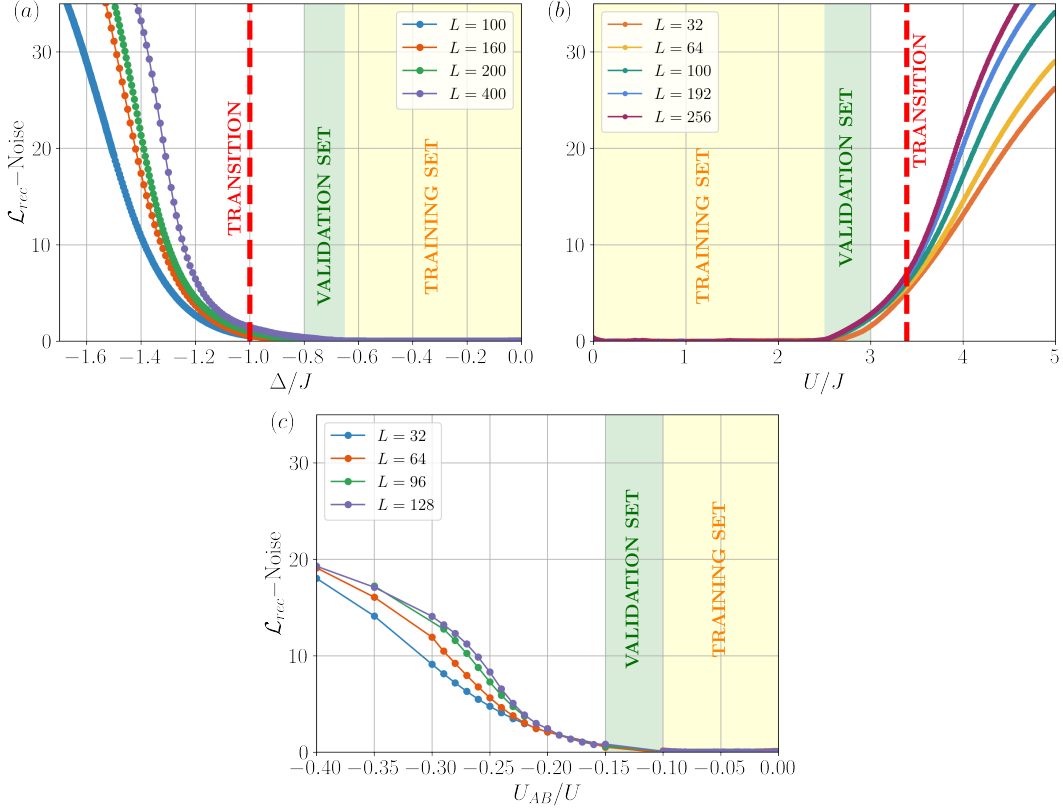 (a)
35
30
20
10
0
ℒrec−Noise
TRANSITION
VALIDATION SET
TRAINING SET
L = 100
L = 160
L = 200
L = 400
−1.6 −1.4 −1.2 −1.0 −0.8 −0.6 −0.4 −0.2 0.0
Δ/J
(b)
30
20
10
0
TRAINING SET
VALIDATION SET
TRANSITION
L = 32
L = 64
L = 100
L = 192
L = 256
0 1 2 3 4 5
U/J
(c)
30
20
10
0
ℒrec−Noise
VALIDATION SET
TRAINING SET
L = 32
L = 64
L = 96
L = 128
−0.40 −0.35 −0.30 −0.25 −0.20 −0.15 −0.10 −0.05 0.00
UAB/U